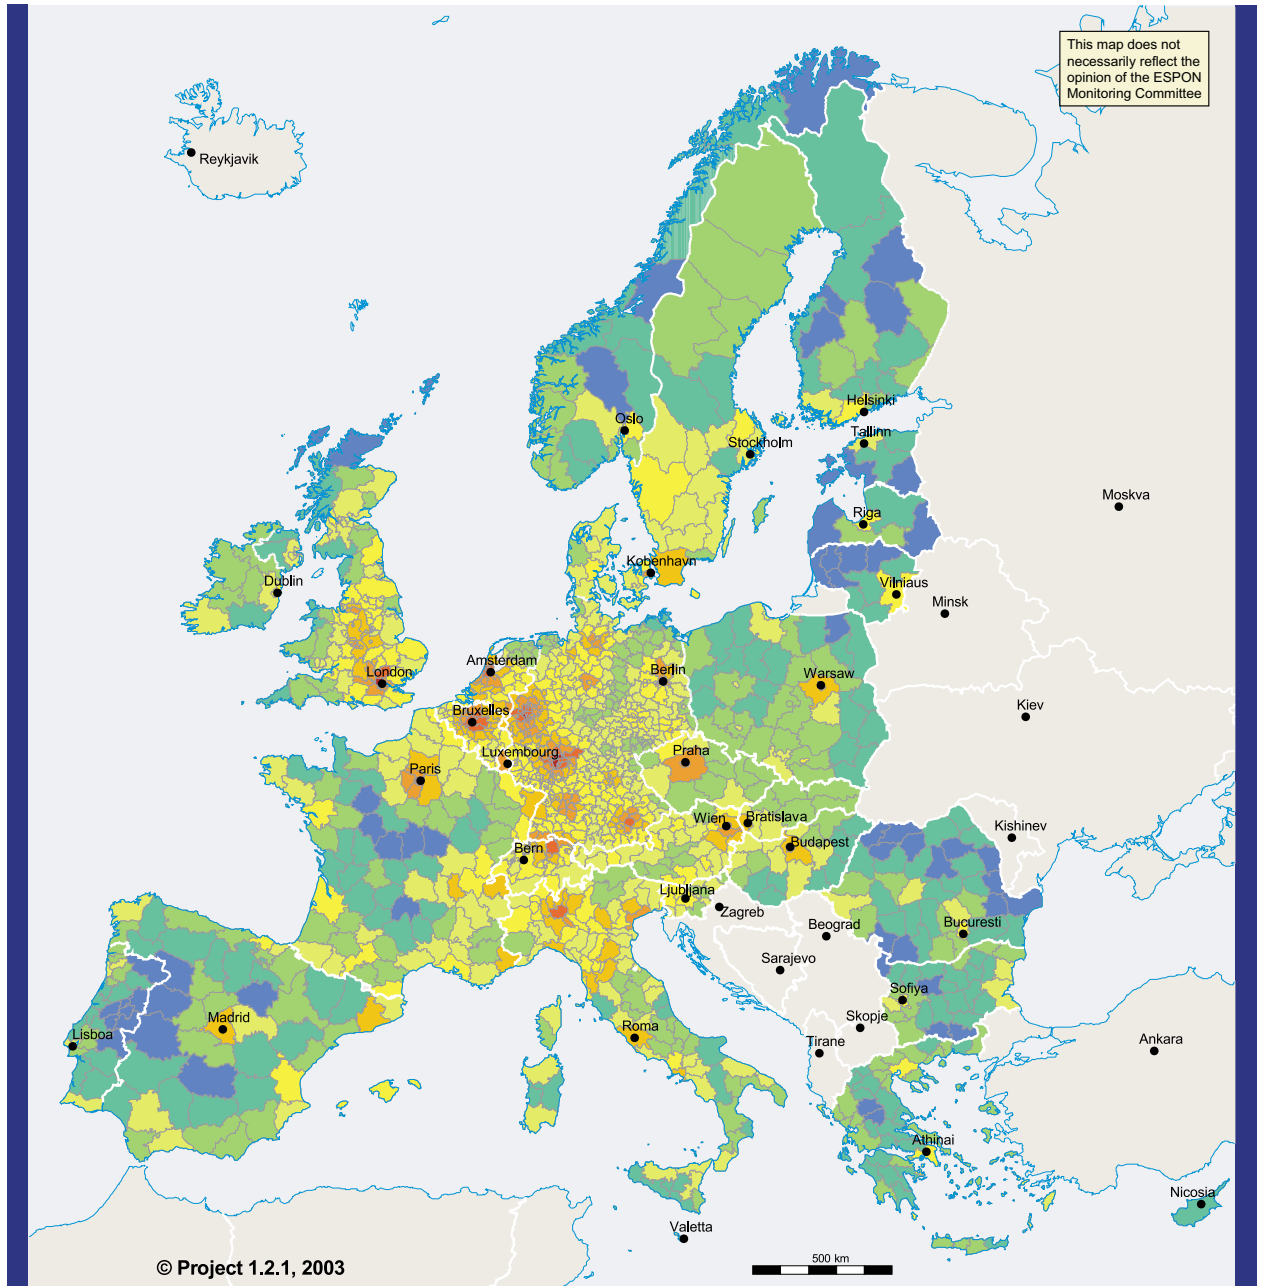 This map does not
necessarily reflect the
opinion of the ESPON
Monitoring Committee
Reykjavik
Helsinki
Oslo
Tallinn
Stockholm
Moskva
Riga
Kobenhavn
Dublin
Vilniaus
Minsk
Amsterdam
London
Berlin
Warsaw
Bruxelles
Kiev
Luxembourg
Praha
Paris
Wien
Bratislava
Kishinev
Budapest
Bern
Ljubljana
Zagreb
Beograd
Bucuresti
Sarajevo
Sofiya
Madrid
Lisboa
Roma
Skopje
Tirane
Ankara
Athinai
Nicosia
Valetta
500 km
© Project 1.2.1, 2003